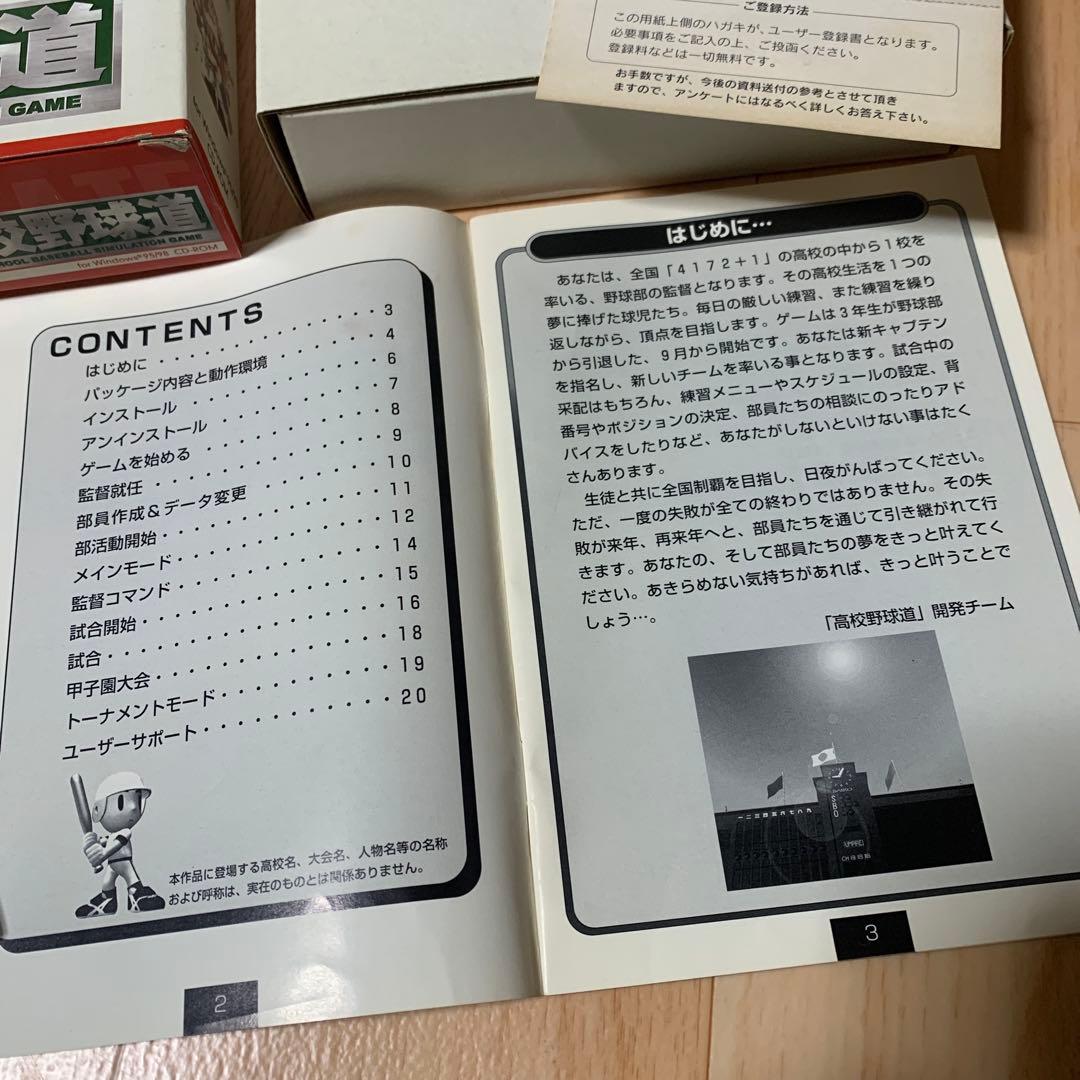 道
GAME
校野球道
HOOL BASEBALL SIMULATION GAME
for Windows®95/98 CD-ROM
ご登録方法
この用紙上側のハガキが、ユーザー登録書となります。
必要事項をご記入の上、ご投函ください。
登録料などは一切無料です。
お手数ですが、今後の資料送付の参考とさせて頂き
ますので、アンケートにはなるべく詳しくお答え下さい。
CONTENTS
はじめに・・・・・・・・・・・・3
パッケージ内容と動作環境・・・・4
インストール・・・・・・・・・・6
アンインストール・・・・・・・・7
ゲームを始める・・・・・・・・・8
監督就任・・・・・・・・・・・・9
部員作成&データ変更・・・・・・10
部活動開始・・・・・・・・・・・11
メインモード・・・・・・・・・・12
監督コマンド・・・・・・・・・・14
試合開始・・・・・・・・・・・・15
試合・・・・・・・・・・・・・・16
甲子園大会・・・・・・・・・・・18
トーナメントモード・・・・・・・19
ユーザーサポート・・・・・・・・20
本作品に登場する高校名、大会名、人物名等の名称
および呼称は、実在のものとは関係ありません。
2
はじめに…
あなたは、全国「4172+1」の高校の中から1校を
率いる、野球部の監督となります。その高校生活を1つの
夢に捧げた球児たち。毎日の厳しい練習、また練習を繰り
返しながら、頂点を目指します。ゲームは3年生が野球部
から引退した、9月から開始です。あなたは新キャプテン
を指名し、新しいチームを率いる事となります。試合中の
采配はもちろん、練習メニューやスケジュールの設定、背
番号やポジションの決定、部員たちの相談にのったりアド
バイスをしたりなど、あなたがしないといけない事はたく
さんあります。
生徒と共に全国制覇を目指し、日夜がんばってください。
ただ、一度の失敗が全ての終わりではありません。その失
敗が来年、再来年へと、部員たちを通じて引き継がれて行
きます。あなたの、そして部員たちの夢をきっと叶えてく
ださい。あきらめない気持ちがあれば、きっと叶うことで
しょう…。
「高校野球道」開発チーム
一二三四五六七八九
SBO
3